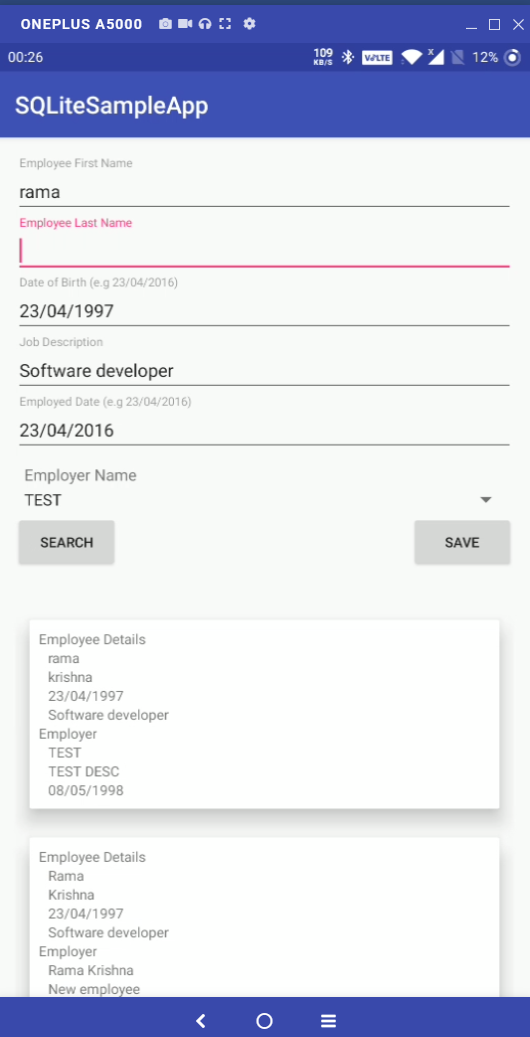 ONEPLUS A5000
00:26 109 KB/S VoLTE x 12%
SQLiteSampleApp
Employee First Name
rama
Employee Last Name
Date of Birth (e.g 23/04/2016)
23/04/1997
Job Description
Software developer
Employed Date (e.g 23/04/2016)
23/04/2016
Employer Name
TEST
SEARCH SAVE
Employee Details
rama
krishna
23/04/1997
Software developer
Employer
TEST
TEST DESC
08/05/1998
Employee Details
Rama
Krishna
23/04/1997
Software developer
Employer
Rama Krishna
New employee